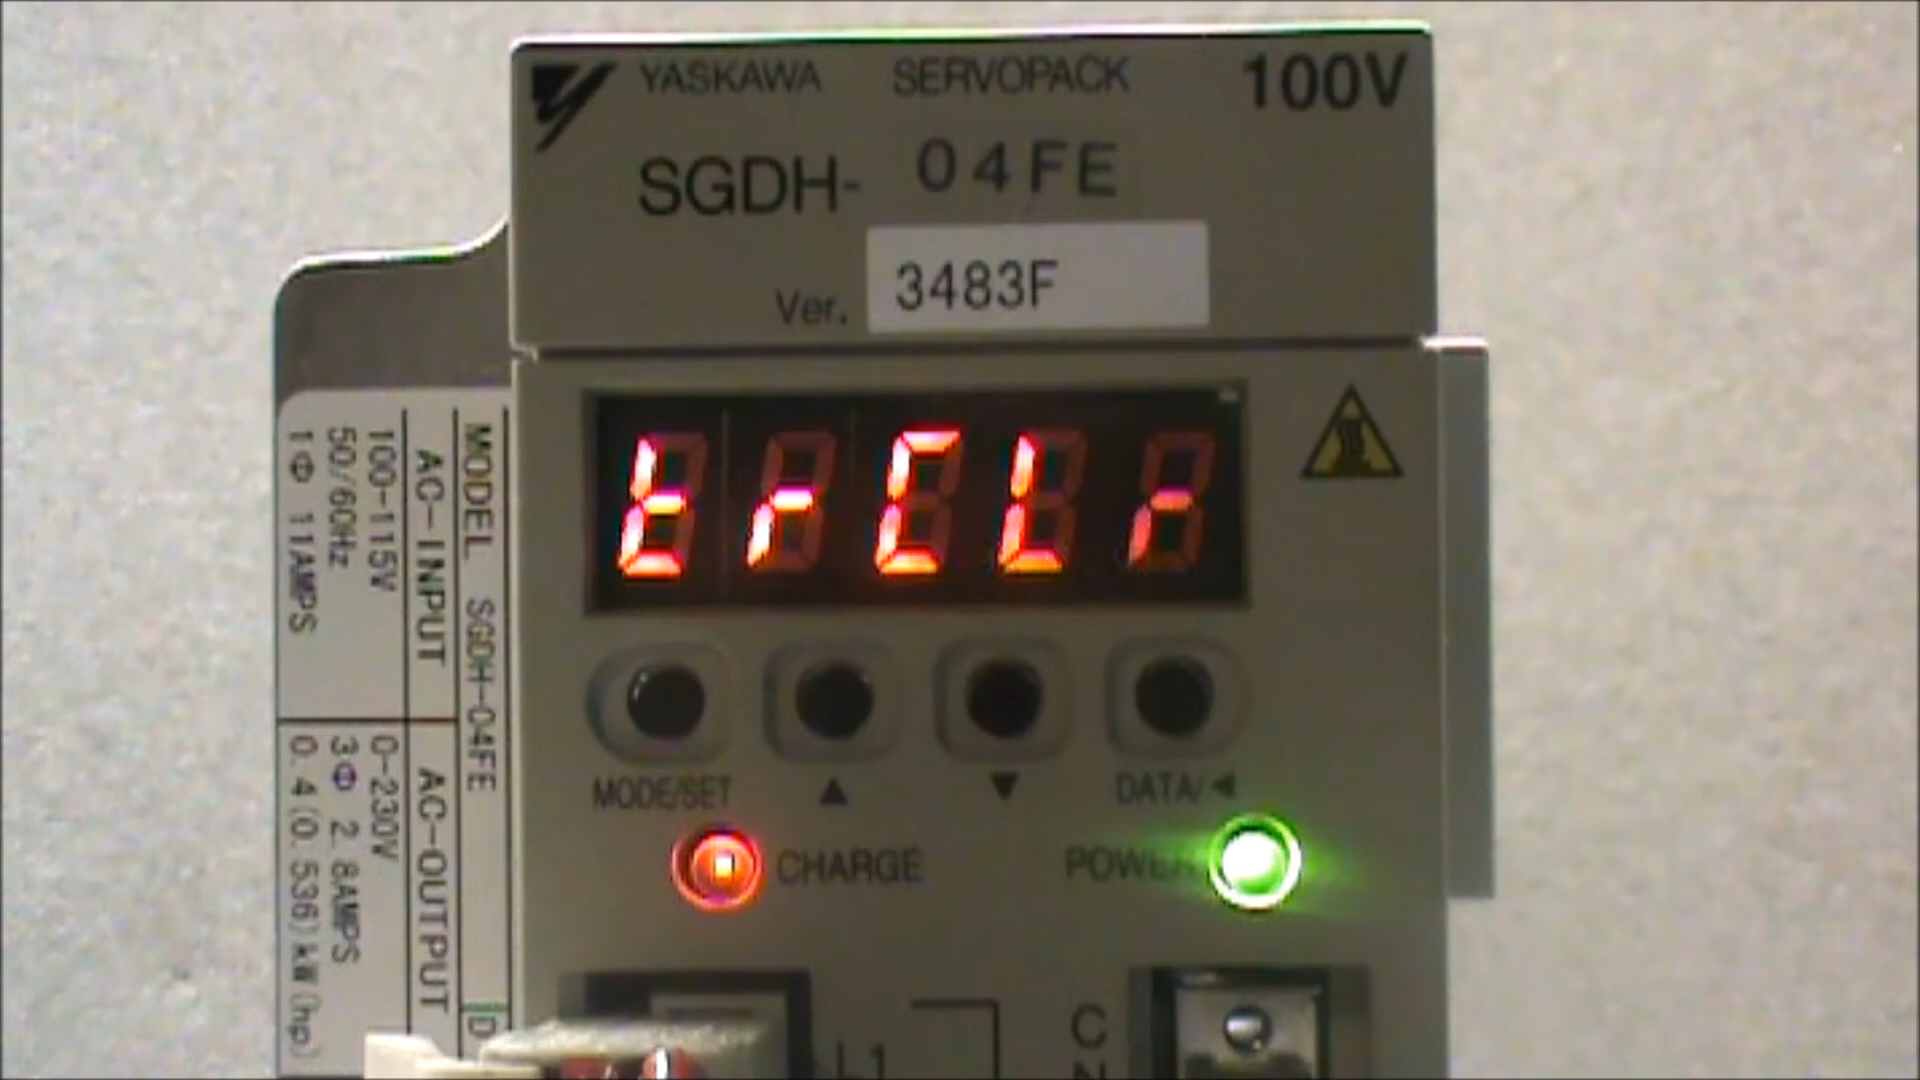 YASKAWA SERVOPACK 100V
SGDH- 04FE
Ver. 3483F
trCLr
MODE/SET ▲ ▼ DATA/◄
CHARGE POWER
L1
C
N
MODEL SGDH-04FE
AC-INPUT
100-115V
50/60Hz
1Φ 11AMPS
AC-OUTPUT
0-230V
3Φ 2.8AMPS
0.4(0.536)kW(hp)